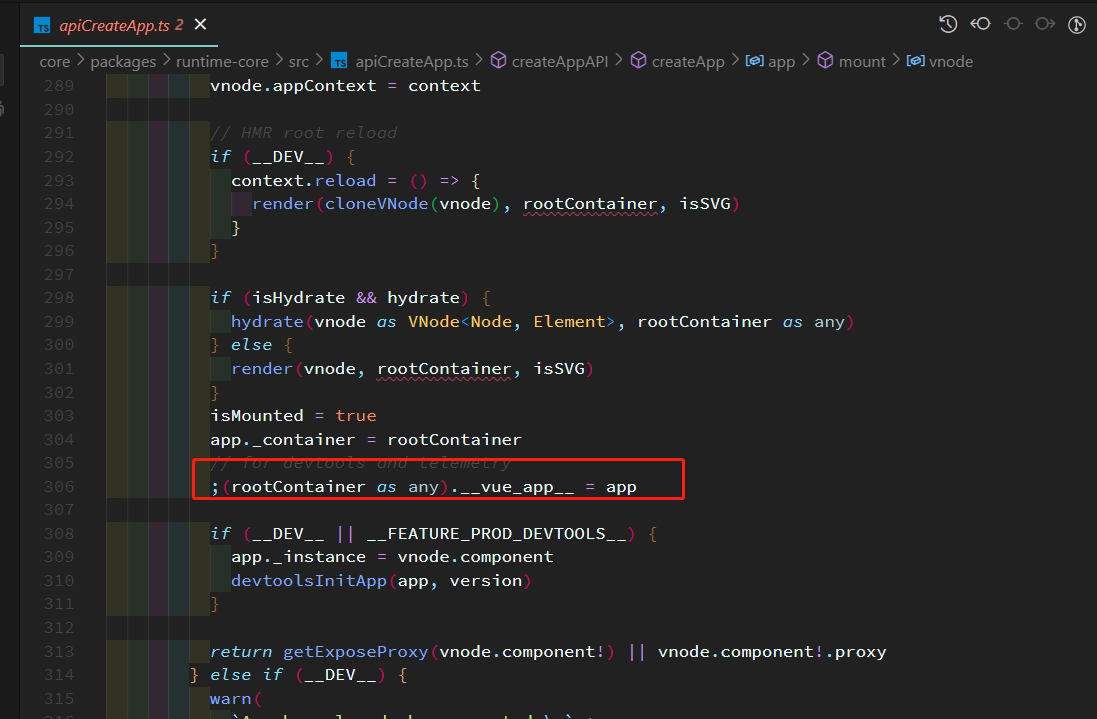 TS apiCreateApp.ts 2 ×
core > packages > runtime-core > src > TS apiCreateApp.ts > createAppAPI > createApp > app > mount > vnode
289 vnode.appContext = context
290
291 // HMR root reload
292 if (__DEV__) {
293 context.reload = () => {
294 render(cloneVNode(vnode), rootContainer, isSVG)
295 }
296 }
297
298 if (isHydrate && hydrate) {
299 hydrate(vnode as VNode<Node, Element>, rootContainer as any)
300 } else {
301 render(vnode, rootContainer, isSVG)
302 }
303 isMounted = true
304 app._container = rootContainer
305 // for devtools and telemetry
306 ;(rootContainer as any).__vue_app__ = app
307
308 if (__DEV__ || __FEATURE_PROD_DEVTOOLS__) {
309 app._instance = vnode.component
310 devtoolsInitApp(app, version)
311 }
312
313 return getExposeProxy(vnode.component!) || vnode.component!.proxy
314 } else if (__DEV__) {
315 warn(